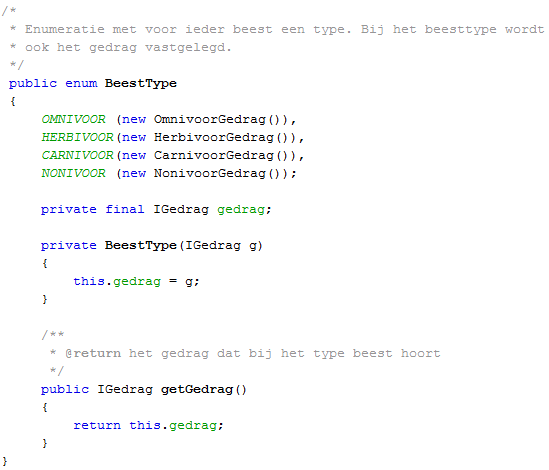 /*
 * Enumeratie met voor ieder beest een type. Bij het beesttype wordt
 * ook het gedrag vastgelegd.
 */
 public enum BeestType
 {
     OMNIVOOR (new OmnivoorGedrag()),
     HERBIVOOR(new HerbivoorGedrag()),
     CARNIVOOR(new CarnivoorGedrag()),
     NONIVOOR (new NonivoorGedrag());

     private final IGedrag gedrag;

     private BeestType(IGedrag g)
     {
         this.gedrag = g;
     }

     /**
      * @return het gedrag dat bij het type beest hoort
      */
     public IGedrag getGedrag()
     {
         return this.gedrag;
     }
}